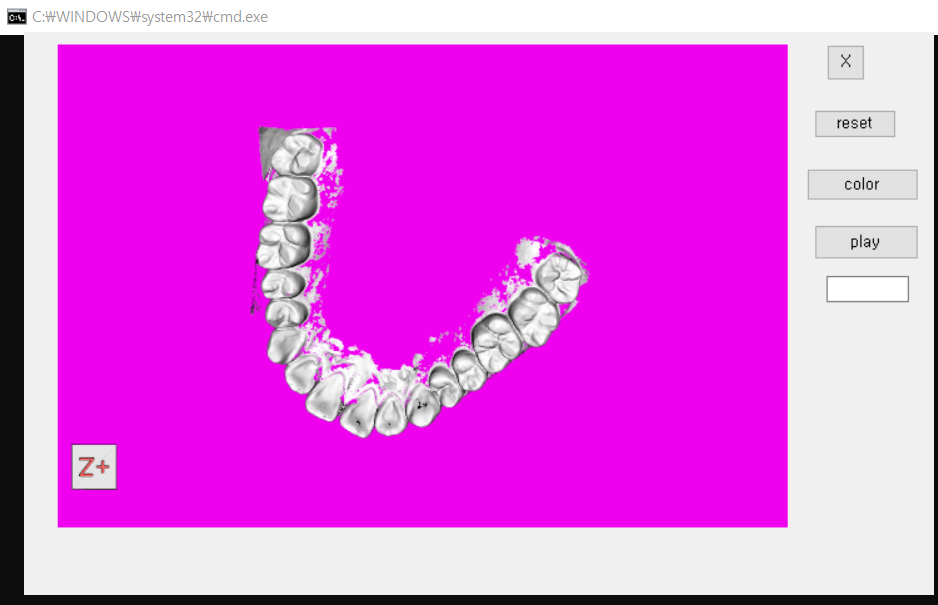 C:₩WINDOWS₩system32₩cmd.exe
X
reset
color
play
Z+